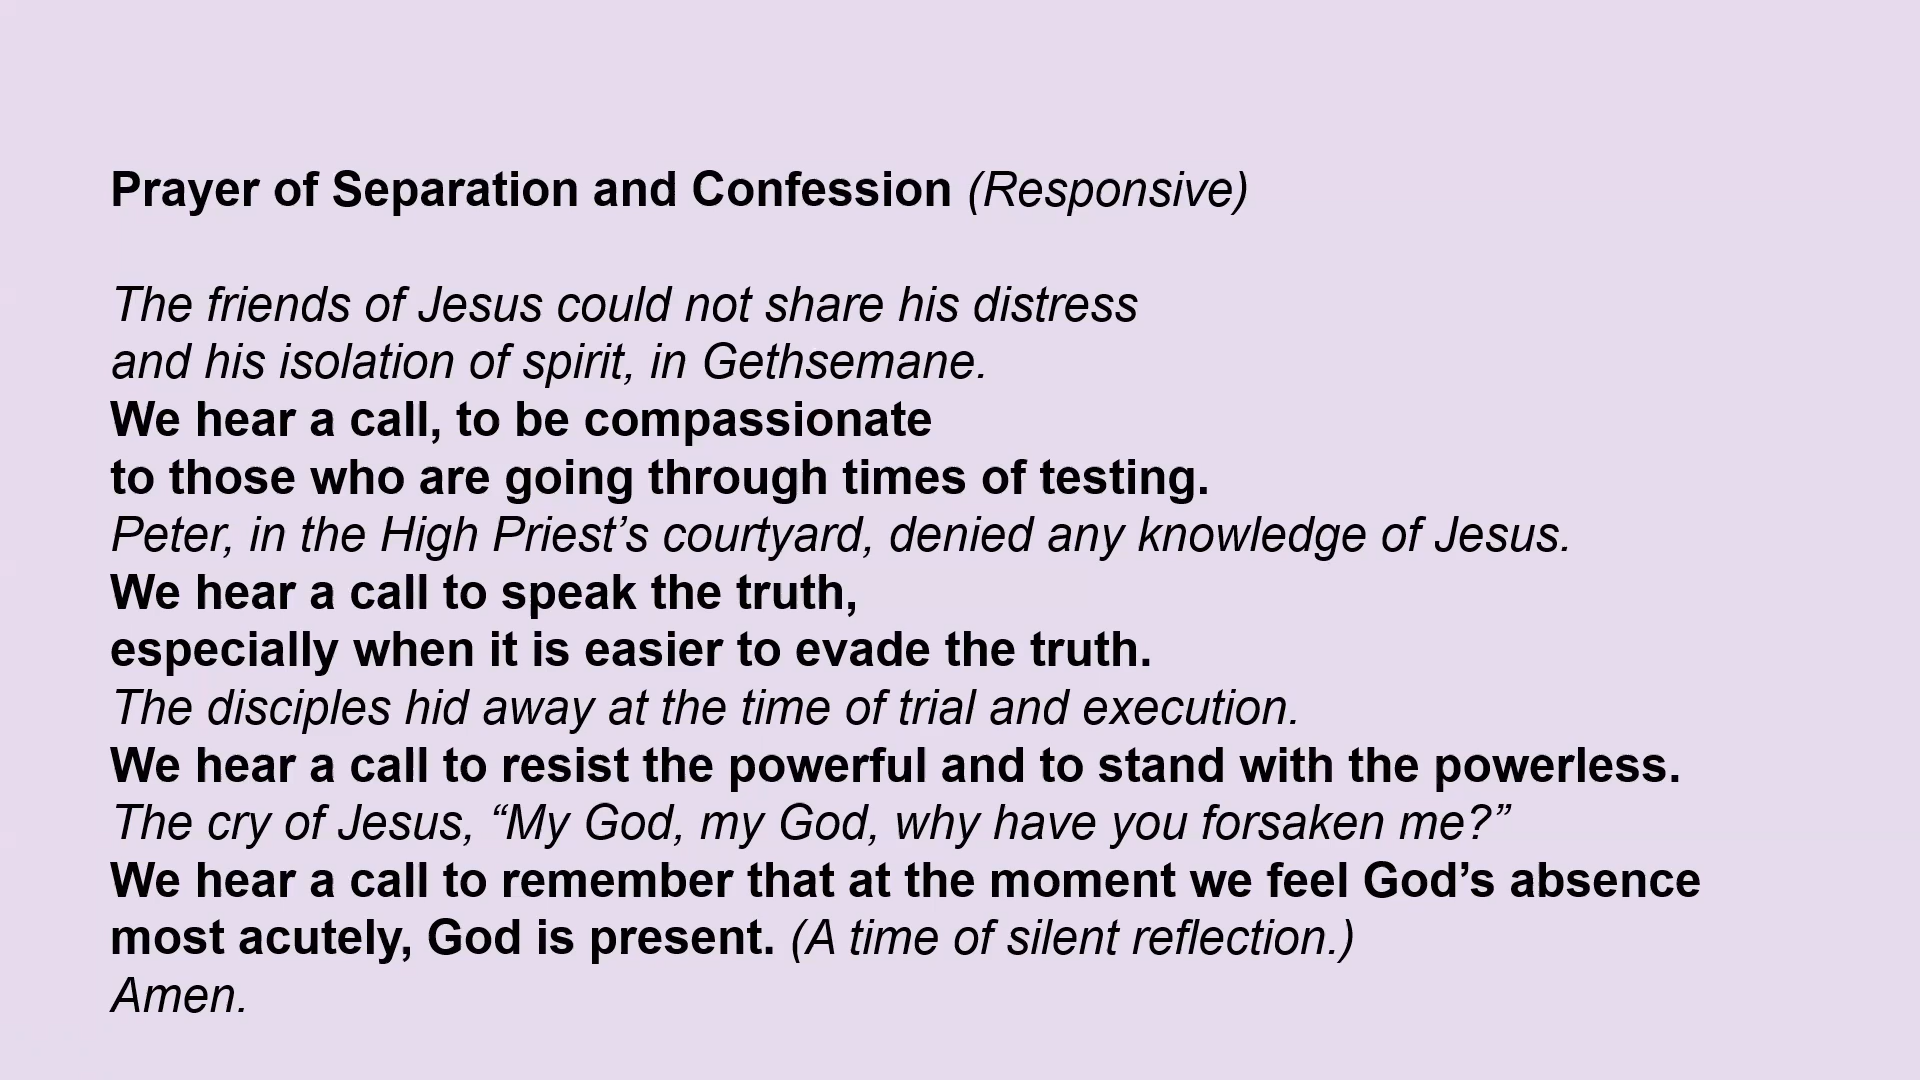 Prayer of Separation and Confession (Responsive)
The friends of Jesus could not share his distress
and his isolation of spirit, in Gethsemane.
We hear a call, to be compassionate
to those who are going through times of testing.
Peter, in the High Priest’s courtyard, denied any knowledge of Jesus.
We hear a call to speak the truth,
especially when it is easier to evade the truth.
The disciples hid away at the time of trial and execution.
We hear a call to resist the powerful and to stand with the powerless.
The cry of Jesus, “My God, my God, why have you forsaken me?”
We hear a call to remember that at the moment we feel God’s absence
most acutely, God is present. (A time of silent reflection.)
Amen.